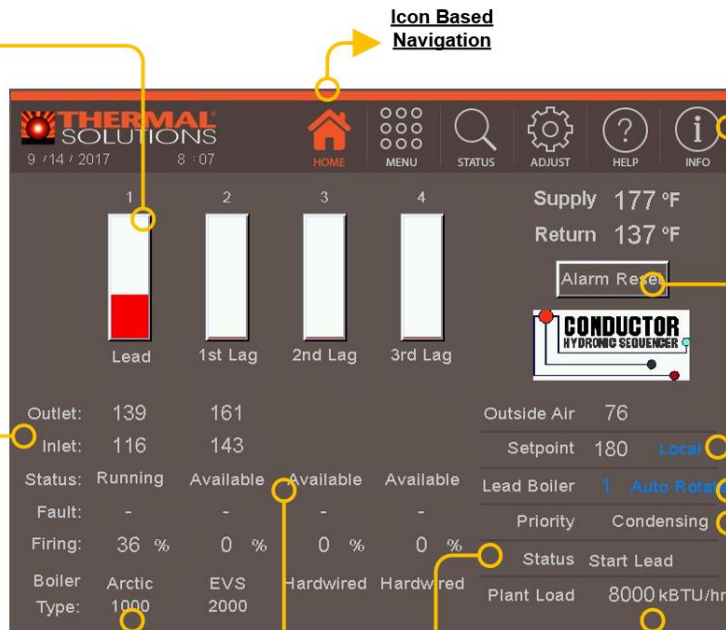 Icon Based
Navigation
THERMAL
SOLUTIONS
9 / 14 / 2017 8 : 07
HOME MENU STATUS ADJUST HELP INFO
1 2 3 4
Supply 177 °F
Return 137 °F
Alarm Reset
CONDUCTOR
HYDRONIC SEQUENCER
Lead 1st Lag 2nd Lag 3rd Lag
Outlet: 139 161
Outside Air 76
Inlet: 116 143
Setpoint 180 Local
Status: Running Available Available Available
Lead Boiler 1 Auto Rotate
Fault: - - - -
Priority Condensing
Firing: 36 % 0 % 0 % 0 %
Status Start Lead
Boiler Type: Arctic 1000 EVS 2000 Hardwired Hardwired
Plant Load 8000 kBTU/hr